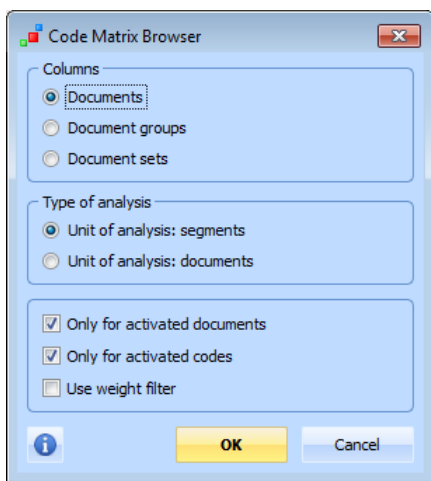 Code Matrix Browser
Columns
Documents
Document groups
Document sets
Type of analysis
Unit of analysis: segments
Unit of analysis: documents
Only for activated documents
Only for activated codes
Use weight filter
OK Cancel